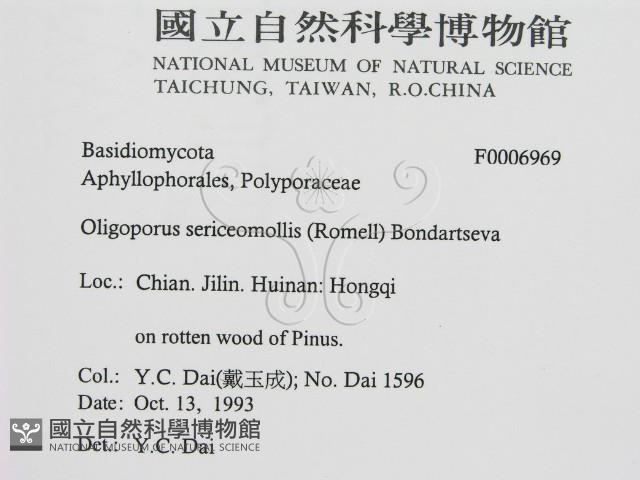 國立自然科學博物館
NATIONAL MUSEUM OF NATURAL SCIENCE
TAICHUNG, TAIWAN, R.O.CHINA
Basidiomycota F0006969
Aphyllophorales, Polyporaceae
Oligoporus sericeomollis (Romell) Bondartseva
Loc.: Chian. Jilin. Huinan: Hongqi
on rotten wood of Pinus.
Col.: Y.C. Dai(戴玉成); No. Dai 1596
Date: Oct. 13, 1993
Det.: Y.C. Dai
國立自然科學博物館
NATIONAL MUSEUM OF NATURAL SCIENCE